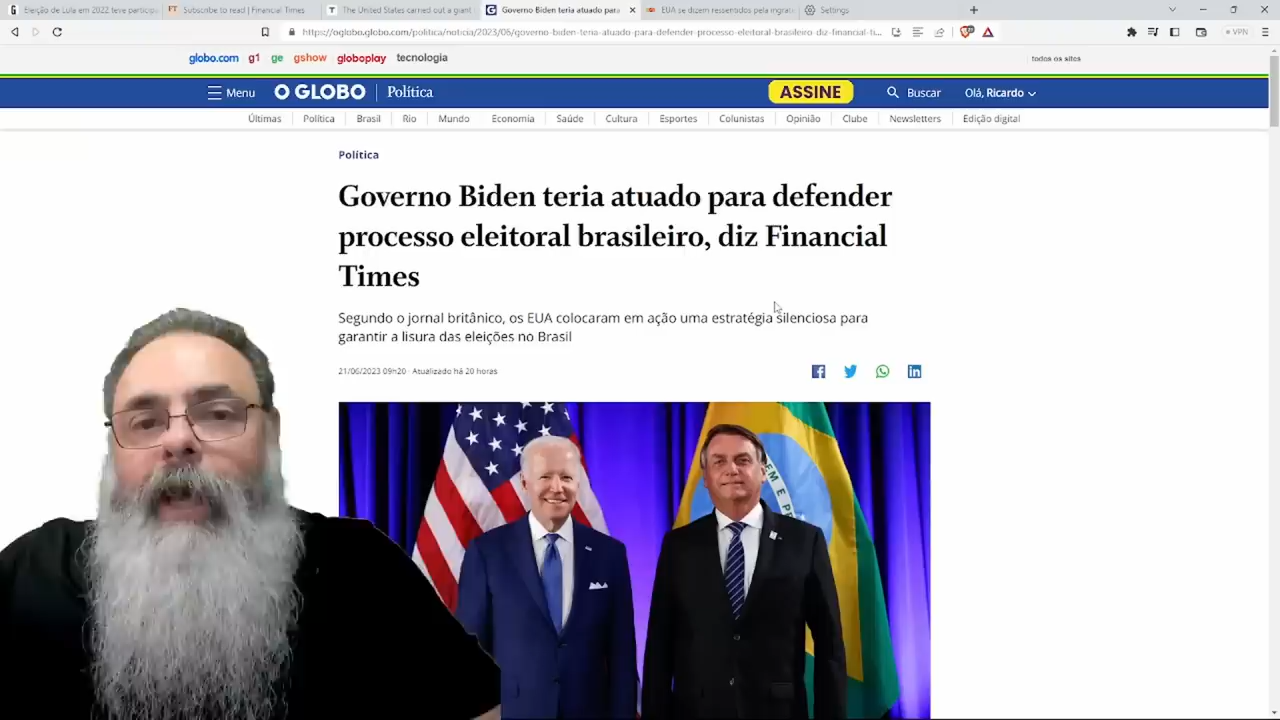 Eleição de Lula em 2022 teve particip
FT Subscribe to read | Financial Times
T The United States carried out a grant
G Governo Biden teria atuado para
EUA se dizem ressentidos pela ingrati
Settings
https://oglobo.globo.com/politica/noticia/2023/06/governo-biden-teria-atuado-para-defender-processo-eleitoral-brasileiro-diz-financial-ti...
VPN
globo.com g1 ge gshow globoplay tecnologia
todos os sites
Menu O GLOBO Política
ASSINE
Buscar
Olá, Ricardo
Últimas Política Brasil Rio Mundo Economia Saúde Cultura Esportes Colunistas Opinião Clube Newsletters Edição digital
Política
Governo Biden teria atuado para defender
processo eleitoral brasileiro, diz Financial
Times
Segundo o jornal britânico, os EUA colocaram em ação uma estratégia silenciosa para
garantir a lisura das eleições no Brasil
21/06/2023 09h20 · Atualizado há 20 horas